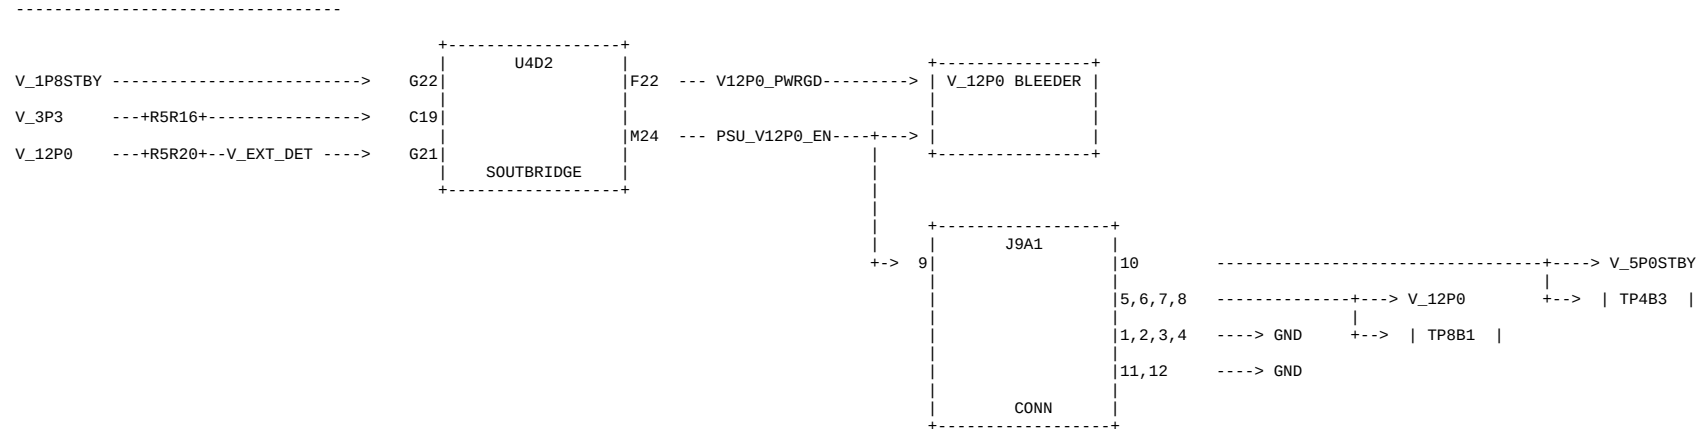 ----------------------------------
U4D2
V_1P8STBY --------------------------> G22 F22 --- V12P0_PWRGD---------> | V_12P0 BLEEDER |
V_3P3 ---+R5R16+----------------> C19
M24 --- PSU_V12P0_EN----+--->
V_12P0 ---+R5R20+--V_EXT_DET ----> G21
SOUTBRIDGE
J9A1
+-> 9 10 ----------------------------------+----> V_5P0STBY
5,6,7,8 --------------+---> V_12P0 +--> | TP4B3 |
1,2,3,4 ----> GND +--> | TP8B1 |
11,12 ----> GND
CONN